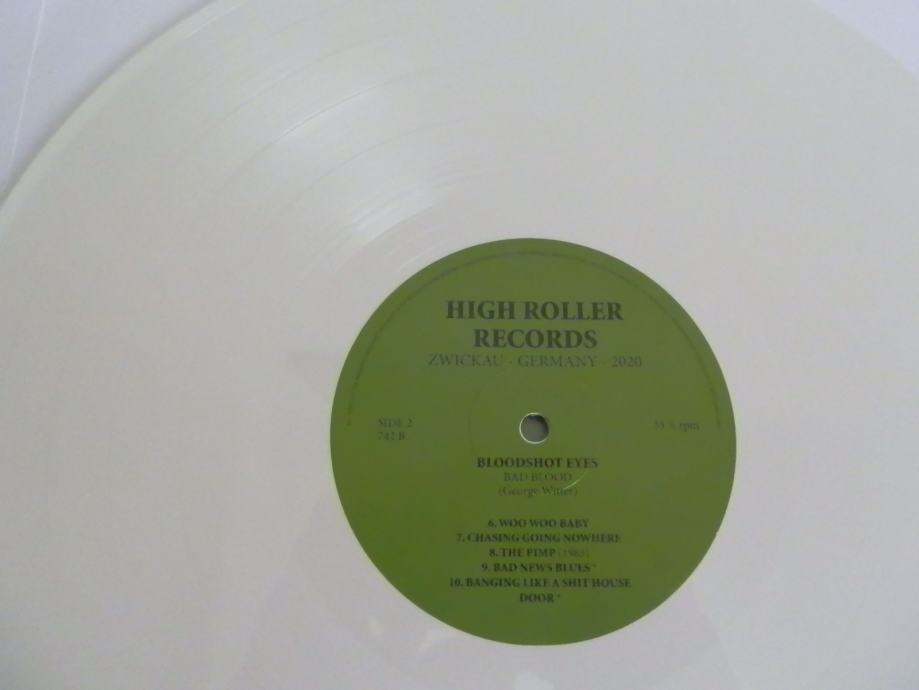 HIGH ROLLER
RECORDS
ZWICKAU - GERMANY - 2020
SIDE 2
742 B
33 ⅓ rpm
BLOODSHOT EYES
BAD BLOOD
(George Witter)
6. WOO WOO BABY
7. CHASING GOING NOWHERE
8. THE PIMP (1983)
9. BAD NEWS BLUES *
10. BANGING LIKE A SHIT HOUSE
DOOR *